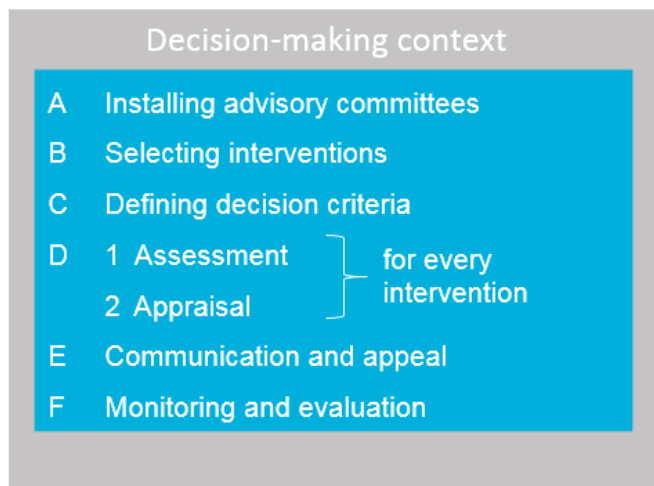 Decision-making context
A Installing advisory committees
B Selecting interventions
C Defining decision criteria
D 1 Assessment
2 Appraisal
for every
intervention
E Communication and appeal
F Monitoring and evaluation